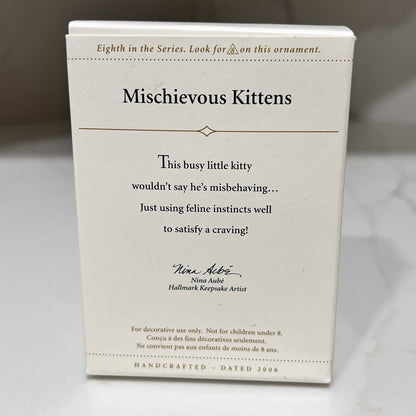 Eighth in the Series. Look for 8 on this ornament.
Mischievous Kittens
This busy little kitty
wouldn't say he's misbehaving...
Just using feline instincts well
to satisfy a craving!
Nina Aubé
Nina Aubé
Hallmark Keepsake Artist
For decorative use only. Not for children under 8.
Conçu à des fins décoratives seulement.
Ne convient pas aux enfants de moins de 8 ans.
HANDCRAFTED – DATED 2006